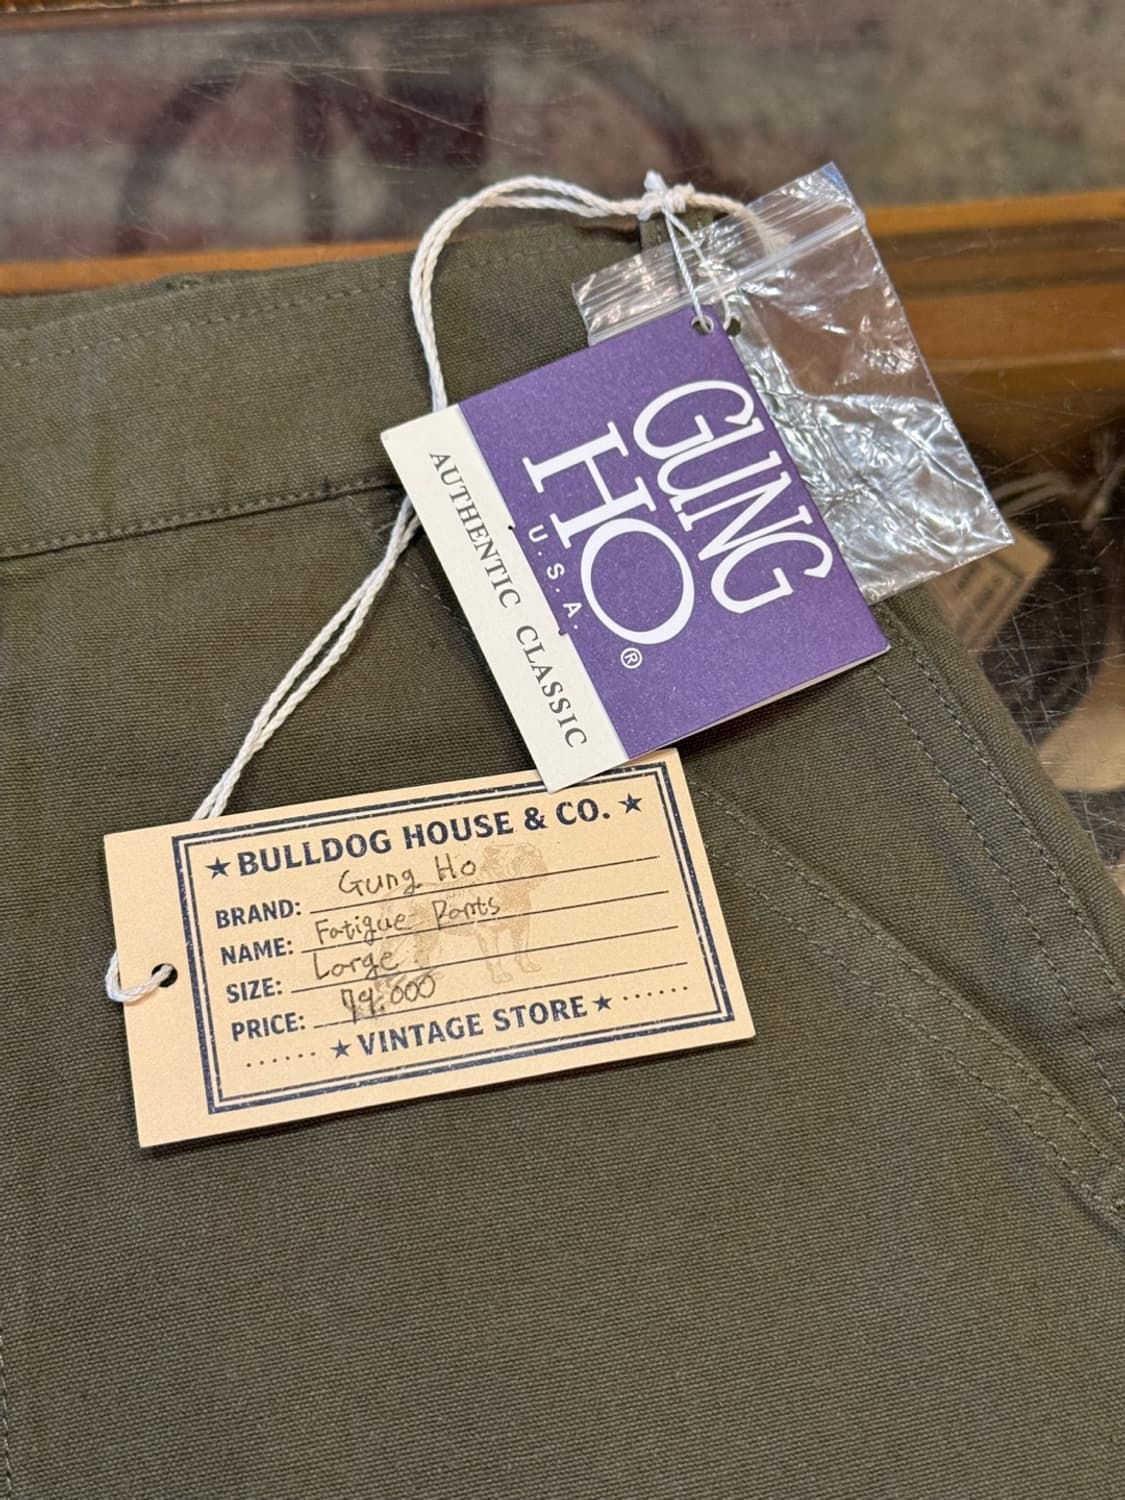 GUNG
HO®
U.S.A.
AUTHENTIC CLASSIC
★BULLDOG HOUSE & CO.★
BRAND: Gung Ho
NAME: Fatigue Pants
SIZE: Large
PRICE: 79.000
······★VINTAGE STORE★······